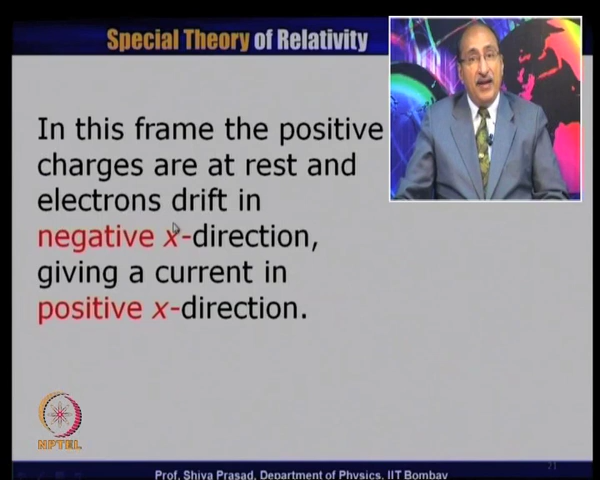 Special Theory of Relativity
In this frame the positive
charges are at rest and
electrons drift in
negative x-direction,
giving a current in
positive x-direction.
NPTEL
21
Prof. Shiva Prasad, Department of Physics, IIT Bombay